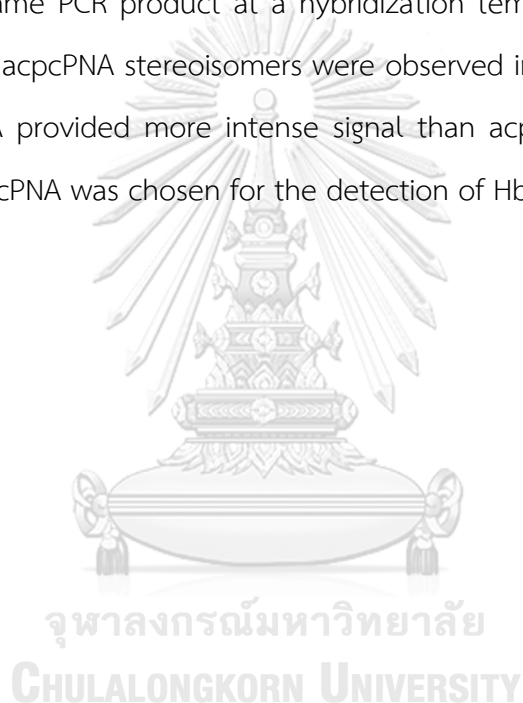 ame PCR product at a hybridization tem
acpcPNA stereoisomers were observed in
provided more intense signal than acp
cPNA was chosen for the detection of Hb
จุฬาลงกรณ์มหาวิทยาลัย
CHULALONGKORN UNIVERSITY